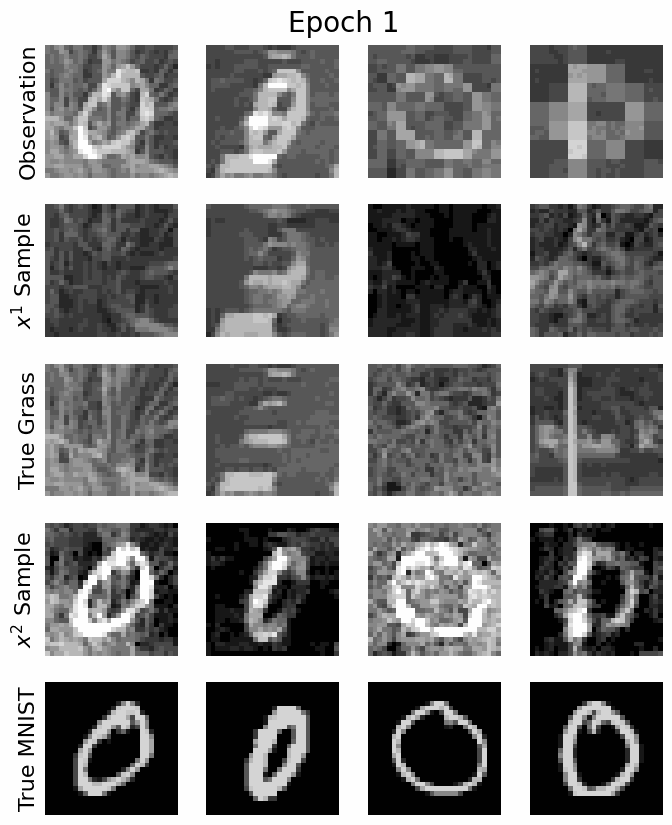 Epoch 1
Observation
x¹ Sample
True Grass
x² Sample
True MNIST